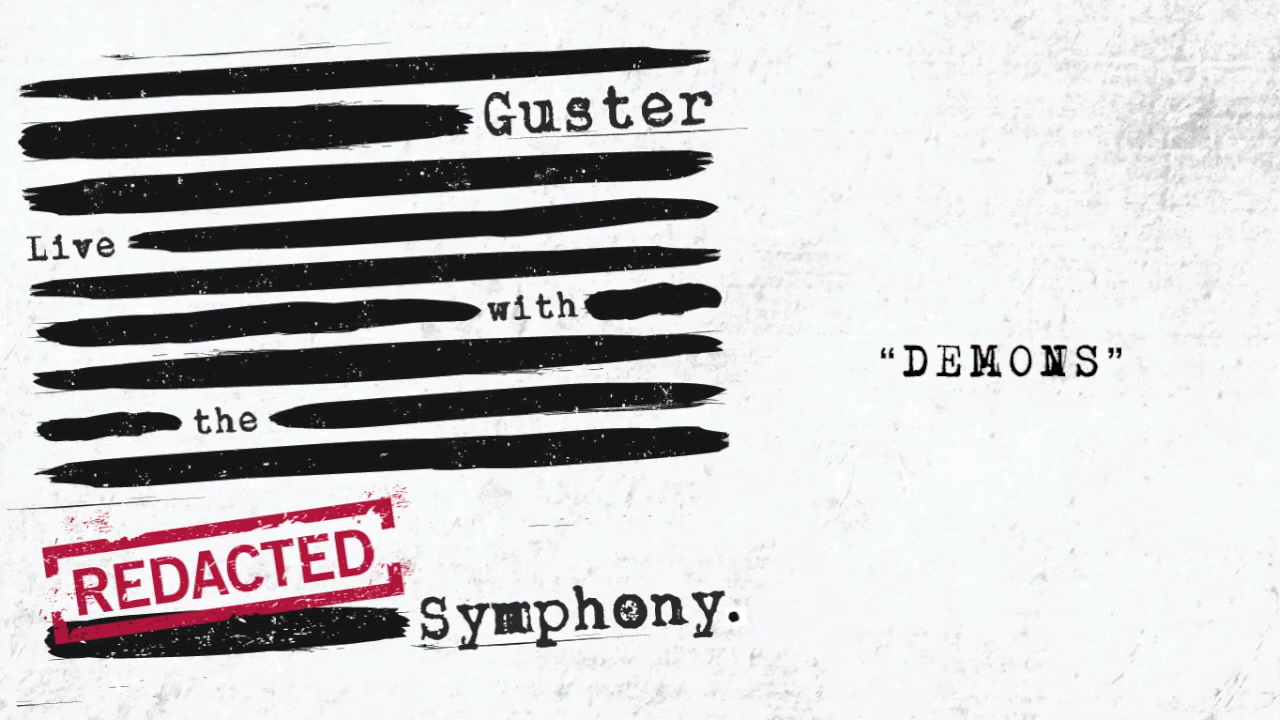 Guster
Live
with
the
REDACTED
Symphony.
“DEMONS”